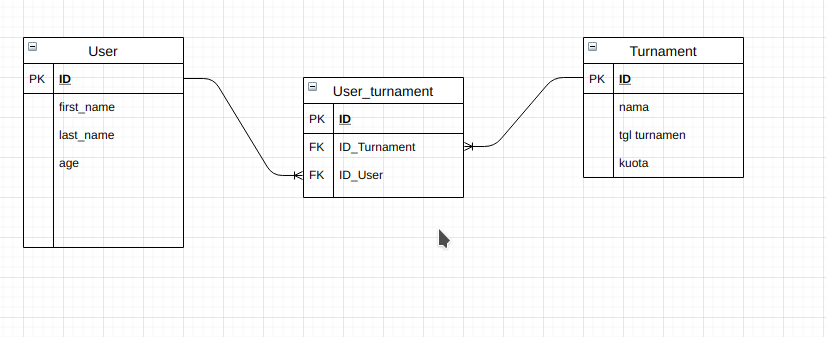 User
PK ID
first_name
last_name
age
User_turnament
PK ID
FK ID_Turnament
FK ID_User
Turnament
PK ID
nama
tgl turnamen
kuota